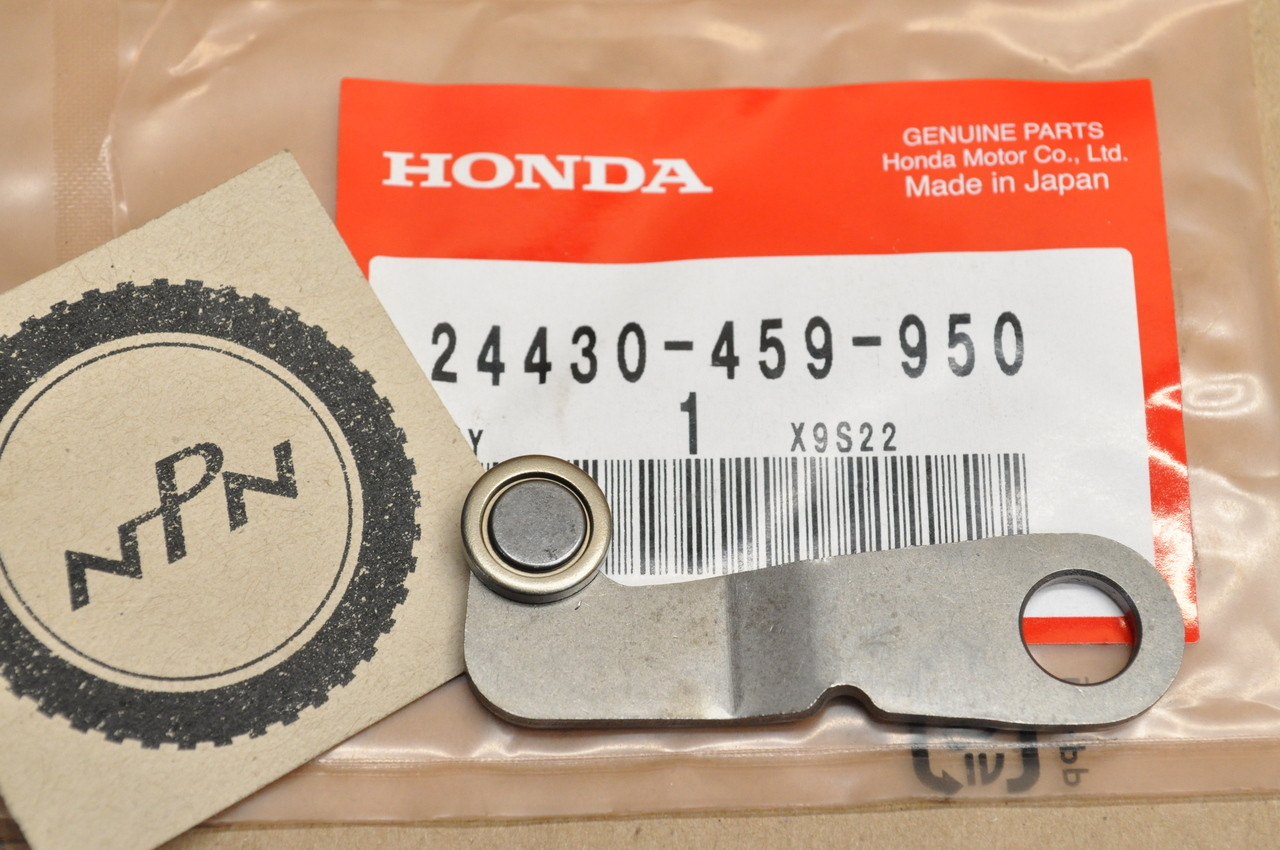 HONDA
GENUINE PARTS
Honda Motor Co., Ltd.
Made in Japan
24430-459-950
Y 1 X9S22
NPN